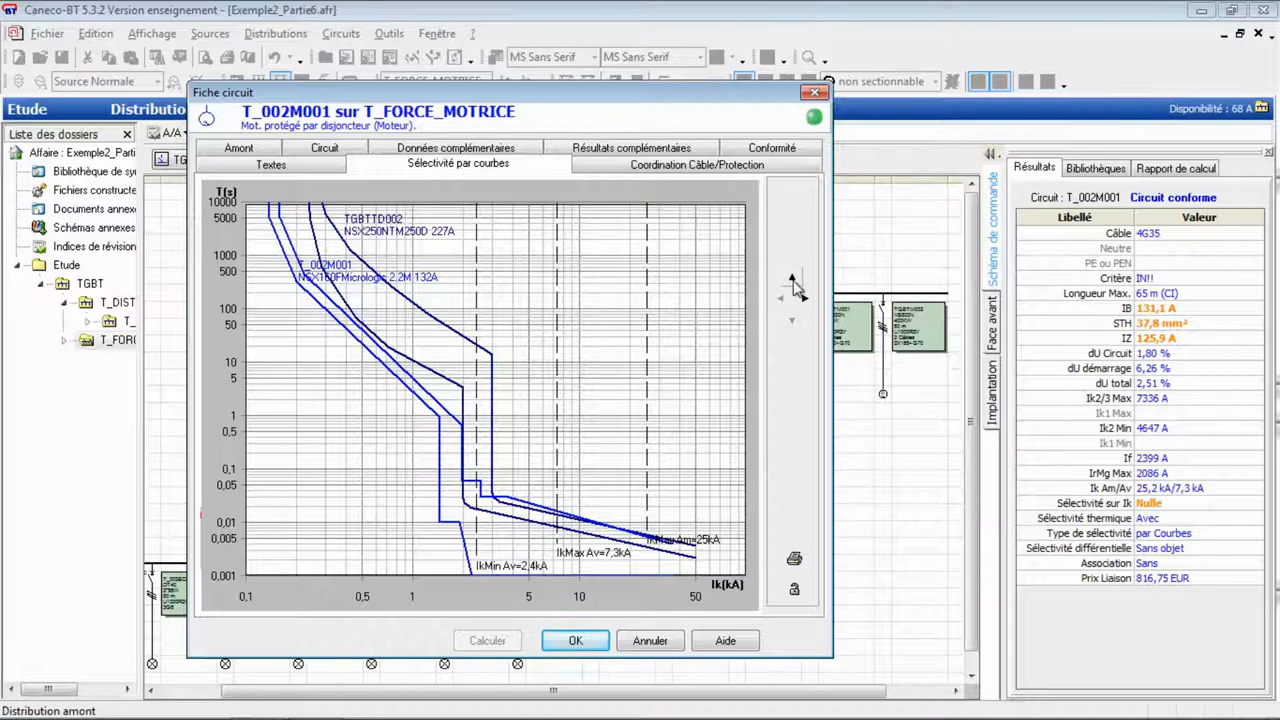 Caneco-BT 5.3.2 Version enseignement - [Exemple2_Partie6.afr]
Fichier Edition Affichage Sources Distributions Circuits Outils Fenêtre ?
MS Sans Serif MS Sans Serif
Source Normale T_FORCE_MOTRICE non sectionnable
Etude Distributio Disponibilité : 68 A
Liste des dossiers
Affaire : Exemple2_Parti
Bibliothèque de sy
Fichiers constructe
Documents annex
Schémas annexes
Indices de révision
Etude
TGBT
T_DIST
T_
T_FORC
A/A
TG
Fiche circuit
T_002M001 sur T_FORCE_MOTRICE
Mot. protégé par disjoncteur (Moteur).
Amont Circuit Données complémentaires Résultats complémentaires Conformité
Textes Sélectivité par courbes Coordination Câble/Protection
T(s)
10000
5000
1000
500
100
50
10
5
1
0,5
0,1
0,05
0,01
0,005
0,001
TGBTTD002
NSX250NTM250D 227A
T_002M001
NSX160FMicrologic 2.2M 132A
IkMax Am=25kA
IkMax Av=7,3kA
IkMin Av=2,4kA
Ik(kA)
0,1 0,5 1 5 10 50
Calculer OK Annuler Aide
Schéma de commande
Face avant
Implantation
Résultats Bibliothèques Rapport de calcul
Circuit : T_002M001 Circuit conforme
Libellé Valeur
Câble 4G35
Neutre
PE ou PEN
Critère IN!!
Longueur Max. 65 m (CI)
IB 131,1 A
STH 37,8 mm²
IZ 125,9 A
dU Circuit 1,80 %
dU démarrage 6,26 %
dU total 2,51 %
Ik2/3 Max 7336 A
Ik1 Max
Ik2 Min 4647 A
Ik1 Min
If 2399 A
IrMg Max 2086 A
Ik Am/Av 25,2 kA/7,3 kA
Sélectivité sur Ik Nulle
Sélectivité thermique Avec
Type de sélectivité par Courbes
Sélectivité différentielle Sans objet
Association Sans
Prix Liaison 816,75 EUR
Distribution amont